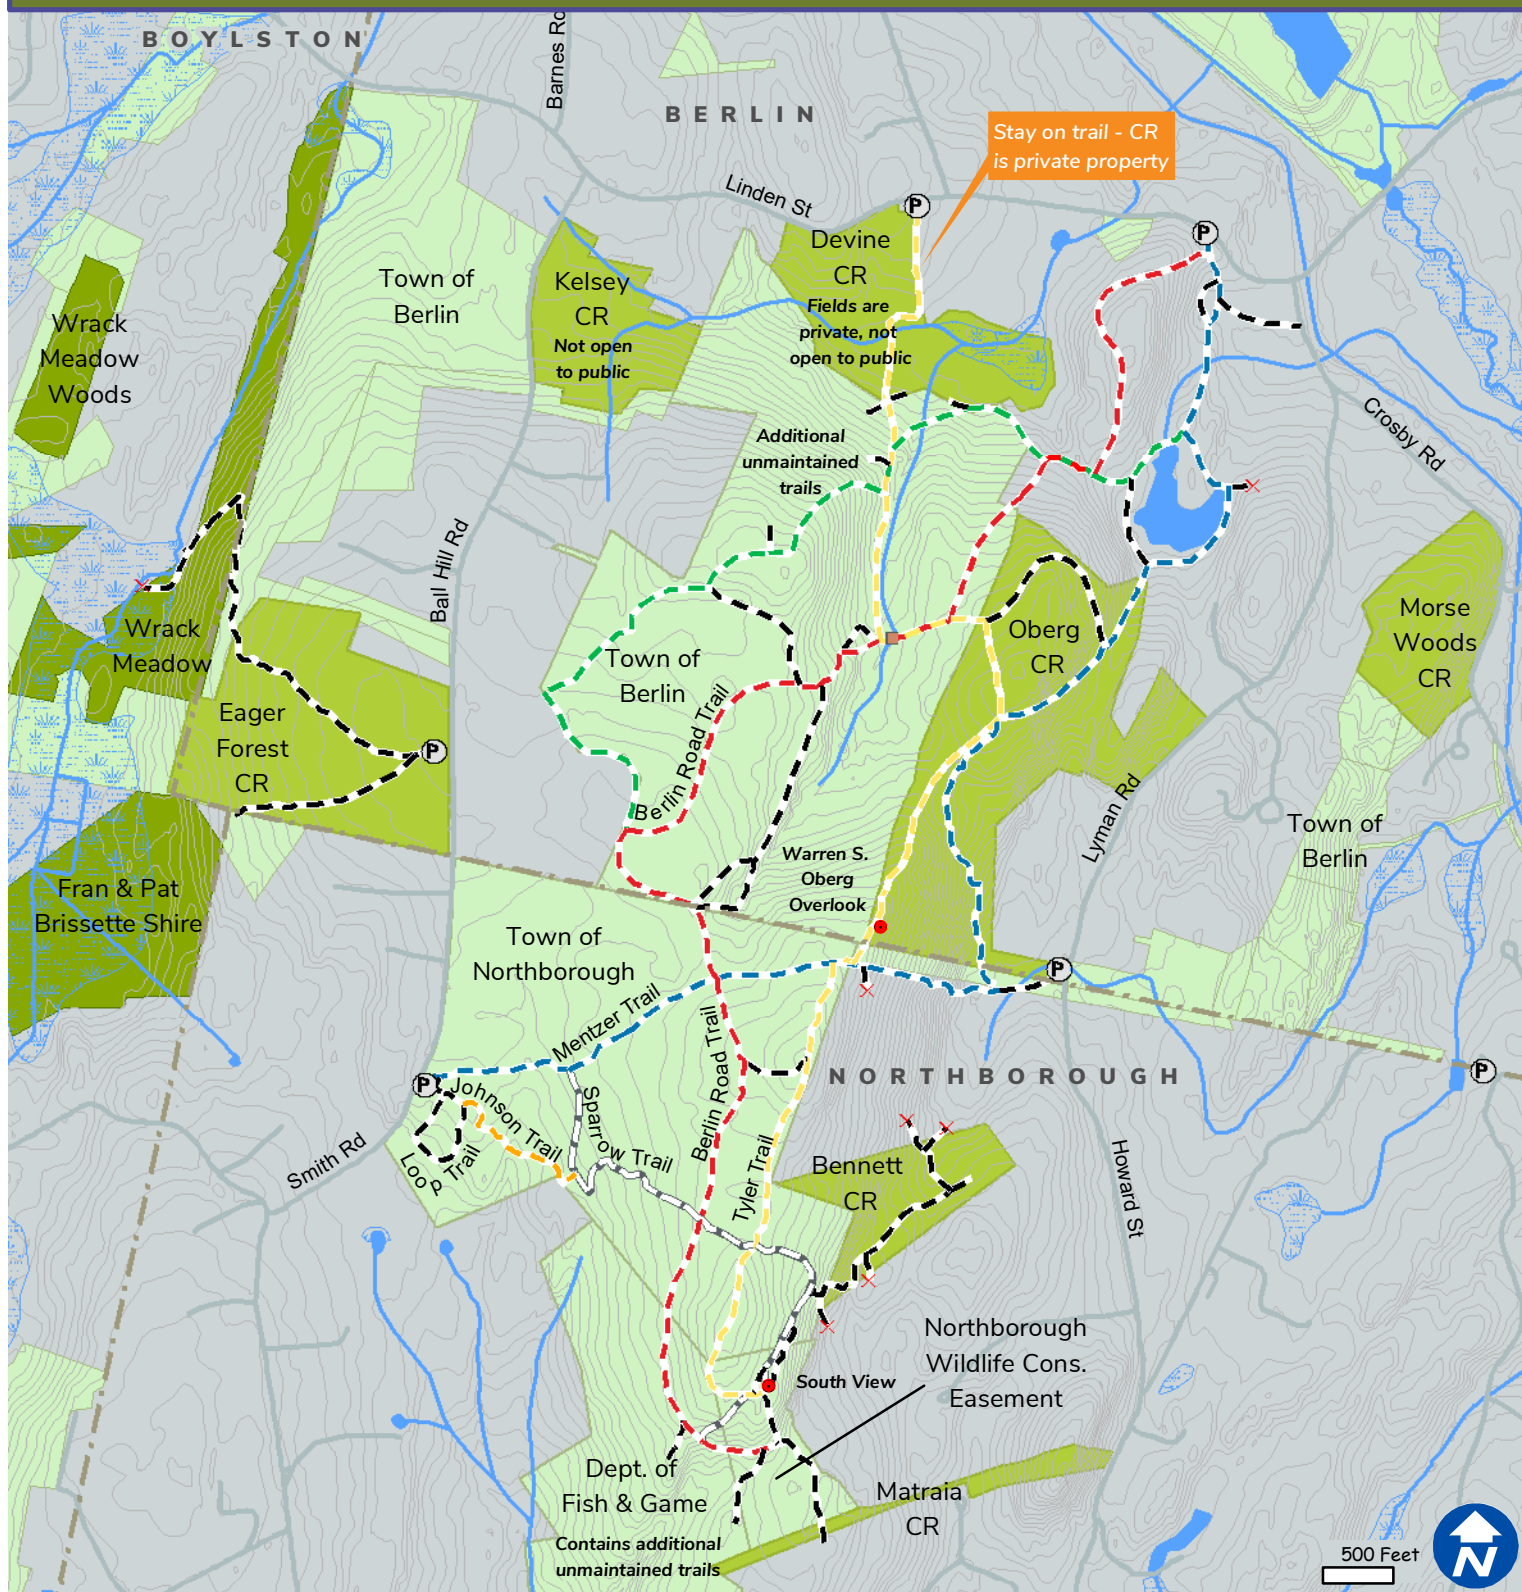 BOYLSTON
Barnes Rd
BERLIN
Stay on trail - CR
is private property
Linden St
P
P
Devine
CR
Fields are
private, not
open to public
Town of
Berlin
Kelsey
CR
Not open
to public
Wrack
Meadow
Woods
Crosby Rd
Additional
unmaintained
trails
Ball Hill Rd
Wrack
Meadow
Morse
Woods
CR
Oberg
CR
Town of
Berlin
Eager
Forest
CR
P
Berlin Road Trail
Lyman Rd
Town of
Berlin
Warren S.
Oberg
Overlook
Fran & Pat
Brissette Shire
Town of
Northborough
P
Mentzer Trail
Berlin Road Trail
NORTHBOROUGH
P
P
Johnson Trail
Sparrow Trail
Loop Trail
Smith Rd
Tyler Trail
Bennett
CR
Howard St
Northborough
Wildlife Cons.
Easement
South View
Dept. of
Fish & Game
Contains additional
unmaintained trails
Matraia
CR
500 Feet
N